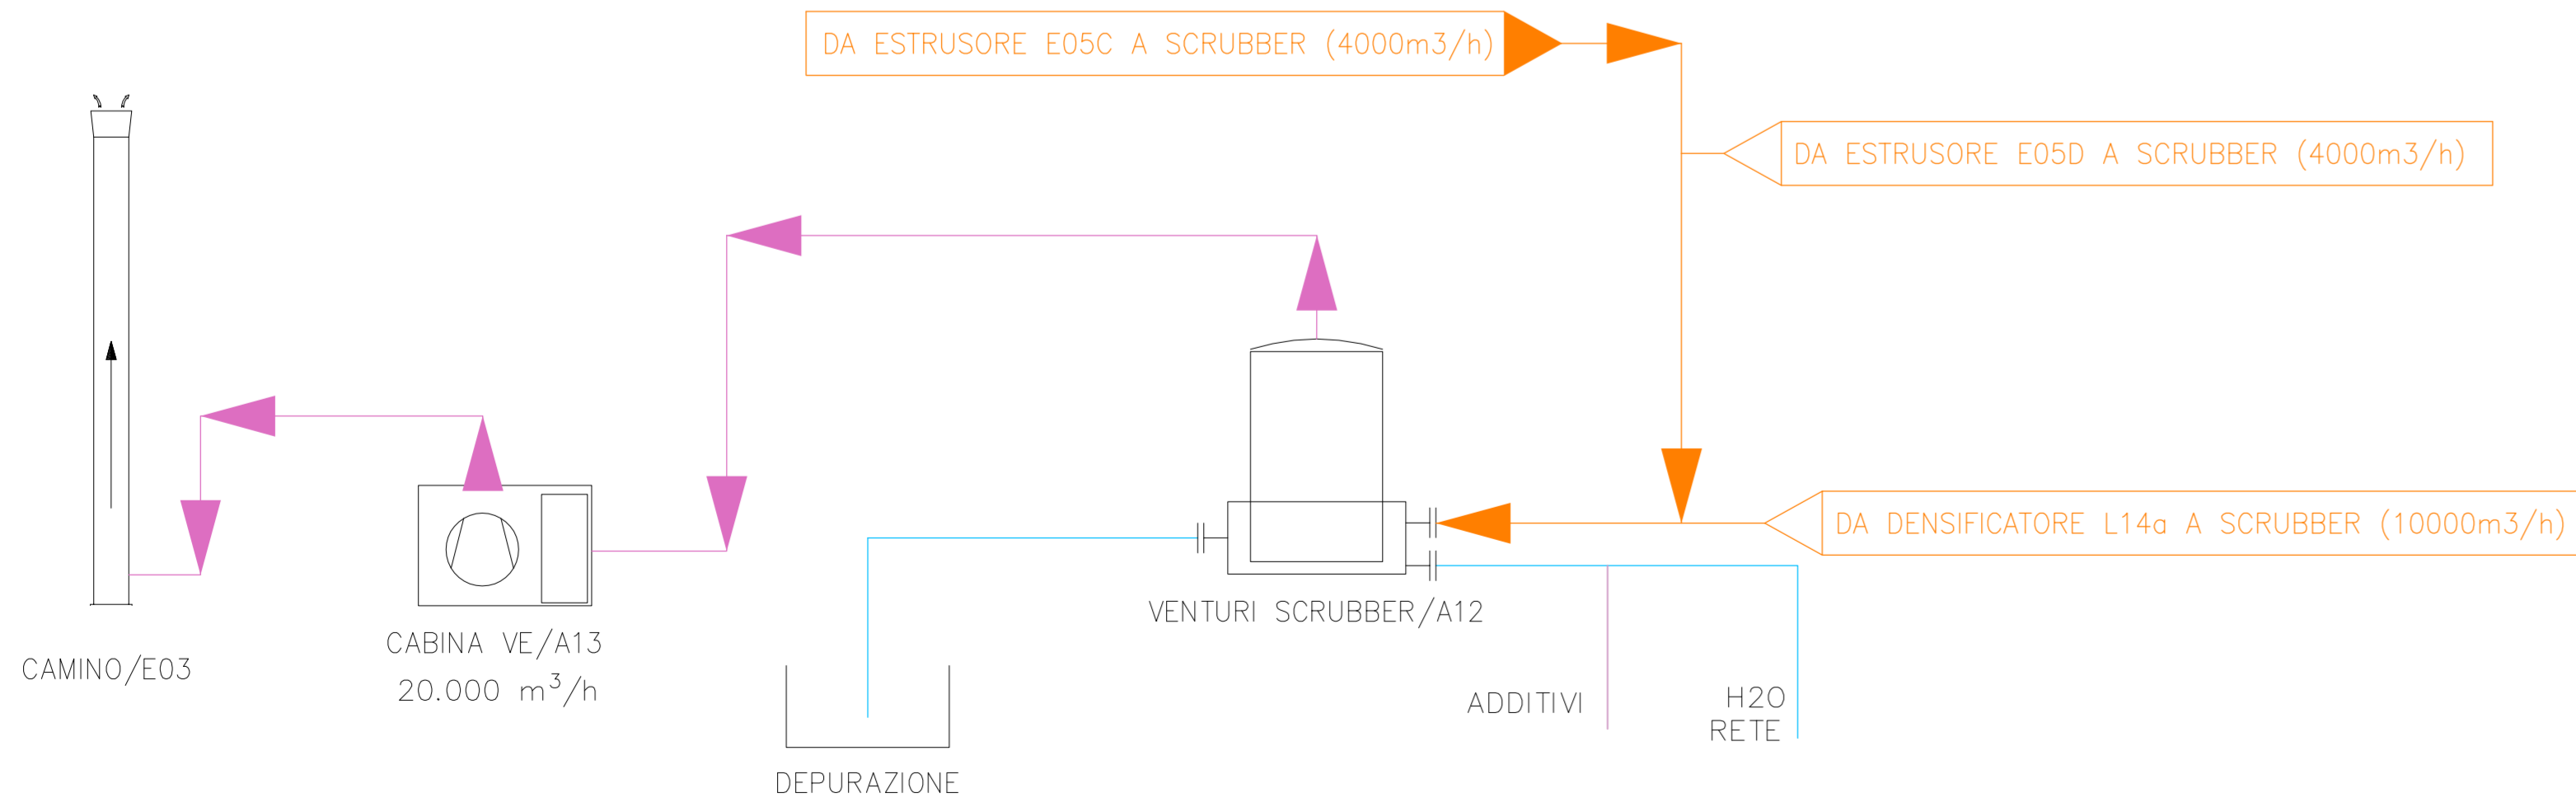 DA ESTRUSORE E05C A SCRUBBER (4000m3/h)
DA ESTRUSORE E05D A SCRUBBER (4000m3/h)
DA DENSIFICATORE L14a A SCRUBBER (10000m3/h)
VENTURI SCRUBBER/A12
CABINA VE/A13
20.000 m³/h
CAMINO/E03
ADDITIVI
H2O
RETE
DEPURAZIONE